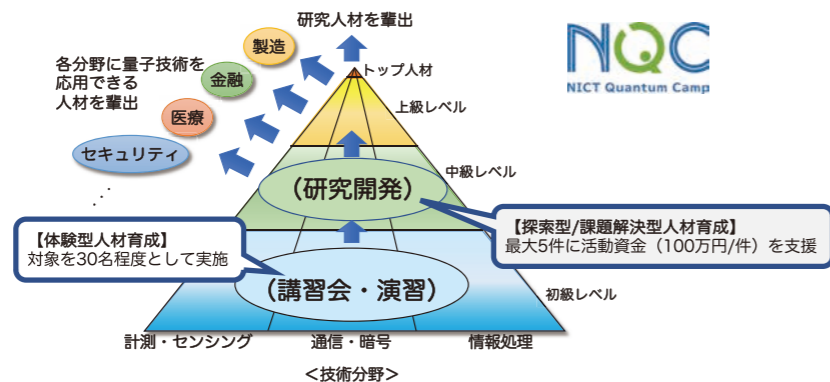 研究人材を輩出
NQC
NICT Quantum Camp
各分野に量子技術を
応用できる
人材を輩出
製造
金融
医療
セキュリティ
・・・
トップ人材
上級レベル
中級レベル
(研究開発)
【探索型/課題解決型人材育成】
最大5件に活動資金（100万円/件）を支援
【体験型人材育成】
対象を30名程度として実施
(講習会・演習)
初級レベル
計測・センシング
通信・暗号
情報処理
＜技術分野＞